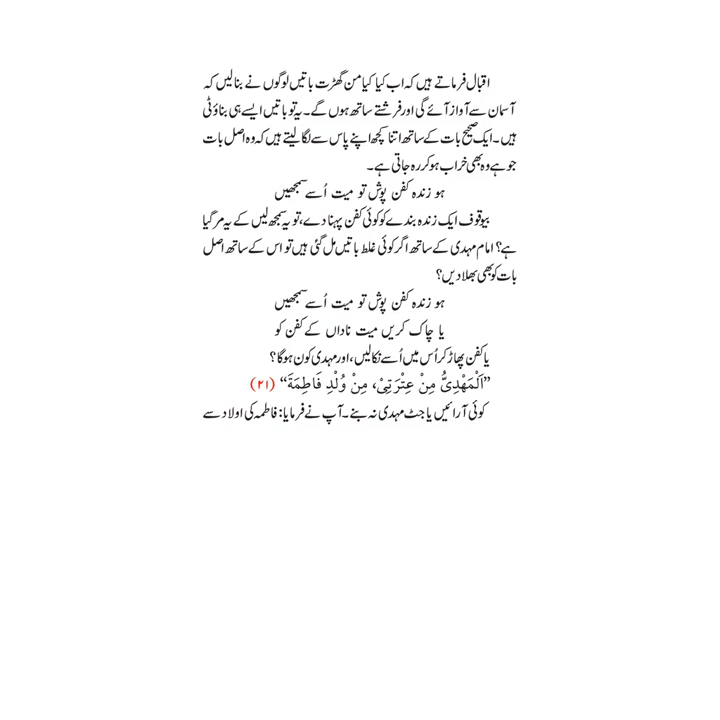 اقبال فرماتے ہیں کہ اب کیا کیا من گھڑت باتیں لوگوں نے بنا لیں کہ
آسمان سے آواز آئے گی اور فرشتے ساتھ ہوں گے۔ یہ تو باتیں ایسے ہی بناؤٹی
ہیں۔ ایک صحیح بات کے ساتھ اتنا کچھ اپنے پاس سے لگا لیتے ہیں کہ وہ اصل بات
جو ہے وہ بھی خراب ہو کر رہ جاتی ہے۔
ہو زندہ کفن پوش تو میت اُسے سمجھیں
بیوقوف ایک زندہ بندے کو کوئی کفن پہنا دے، تو یہ سمجھ لیں کے یہ مر گیا
ہے؟ امام مہدی کے ساتھ اگر کوئی غلط باتیں مل گئی ہیں تو اس کے ساتھ اصل
بات کو بھی بھلا دیں؟
ہو زندہ کفن پوش تو میت اُسے سمجھیں
یا چاک کریں میت ناداں کے کفن کو
یا کفن پھاڑ کر اُس میں اُسے نکالیں، اور مہدی کون ہوگا؟
”اَلْمَهْدِيُّ مِنْ عِتْرَتِيْ، مِنْ وُلْدِ فَاطِمَةَ“ (۲۱)
کوئی آرائیں یا جٹ مہدی نہ بنے۔ آپ نے فرمایا: فاطمہ کی اولاد سے